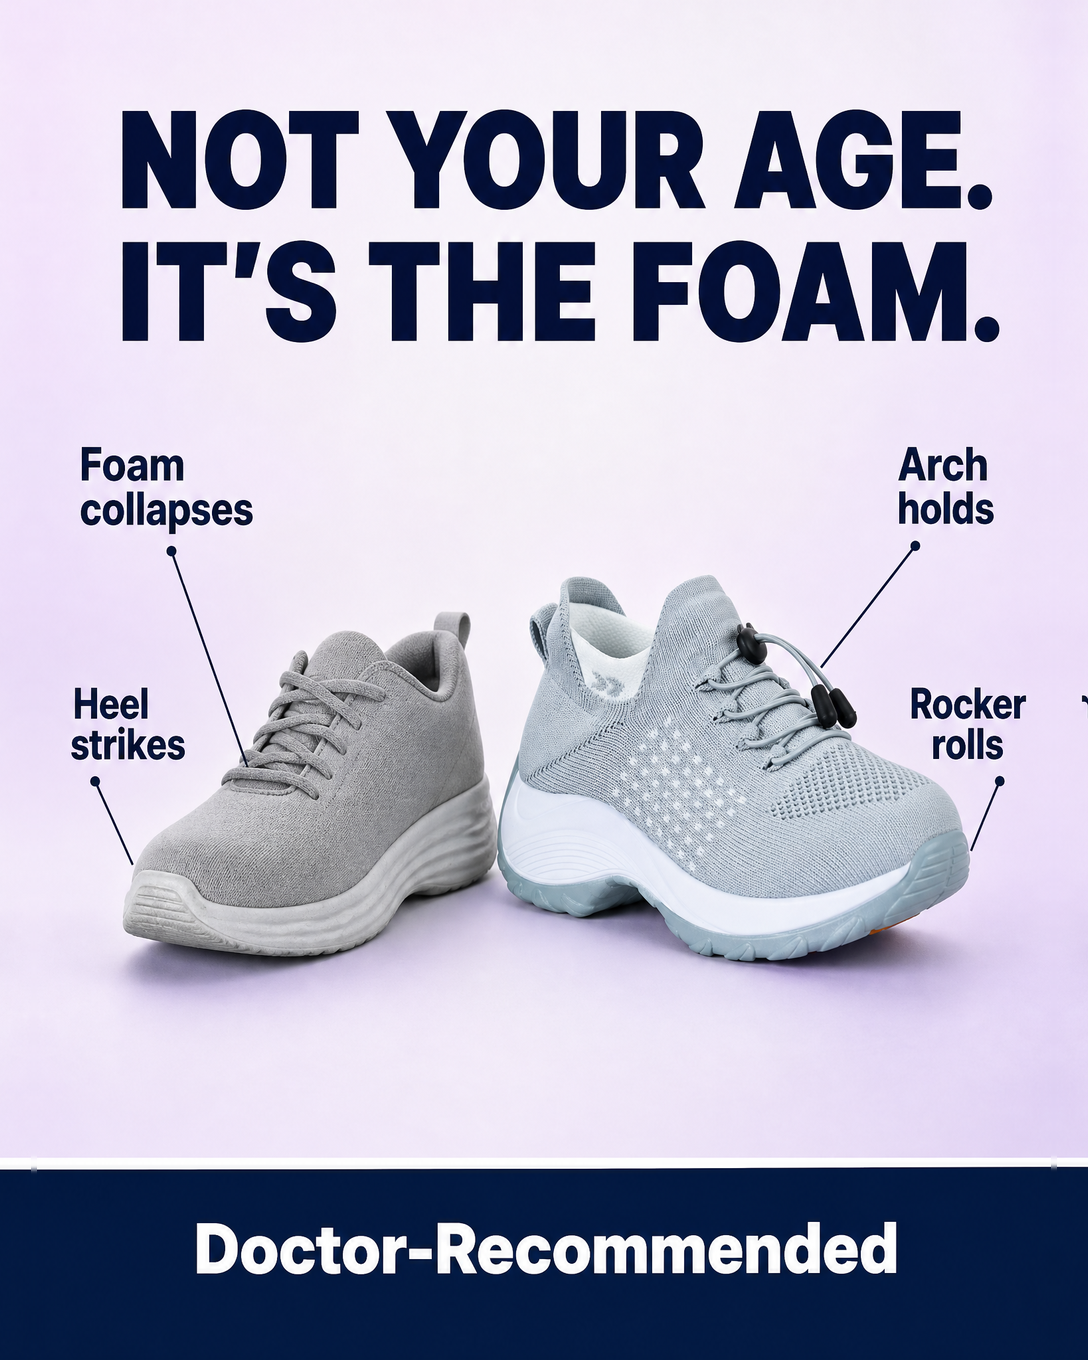 NOT YOUR AGE.
IT'S THE FOAM.
Foam
collapses
Arch
holds
Heel
strikes
Rocker
rolls
Doctor-Recommended